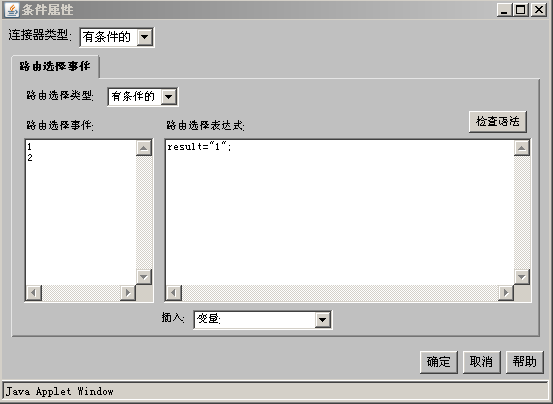 条件属性
连接器类型: 有条件的
路由选择事件
路由选择类型: 有条件的
检查语法
路由选择事件: 路由选择表达式:
1 result="1";
2
插入: 变量:
确定 取消 帮助
Java Applet Window